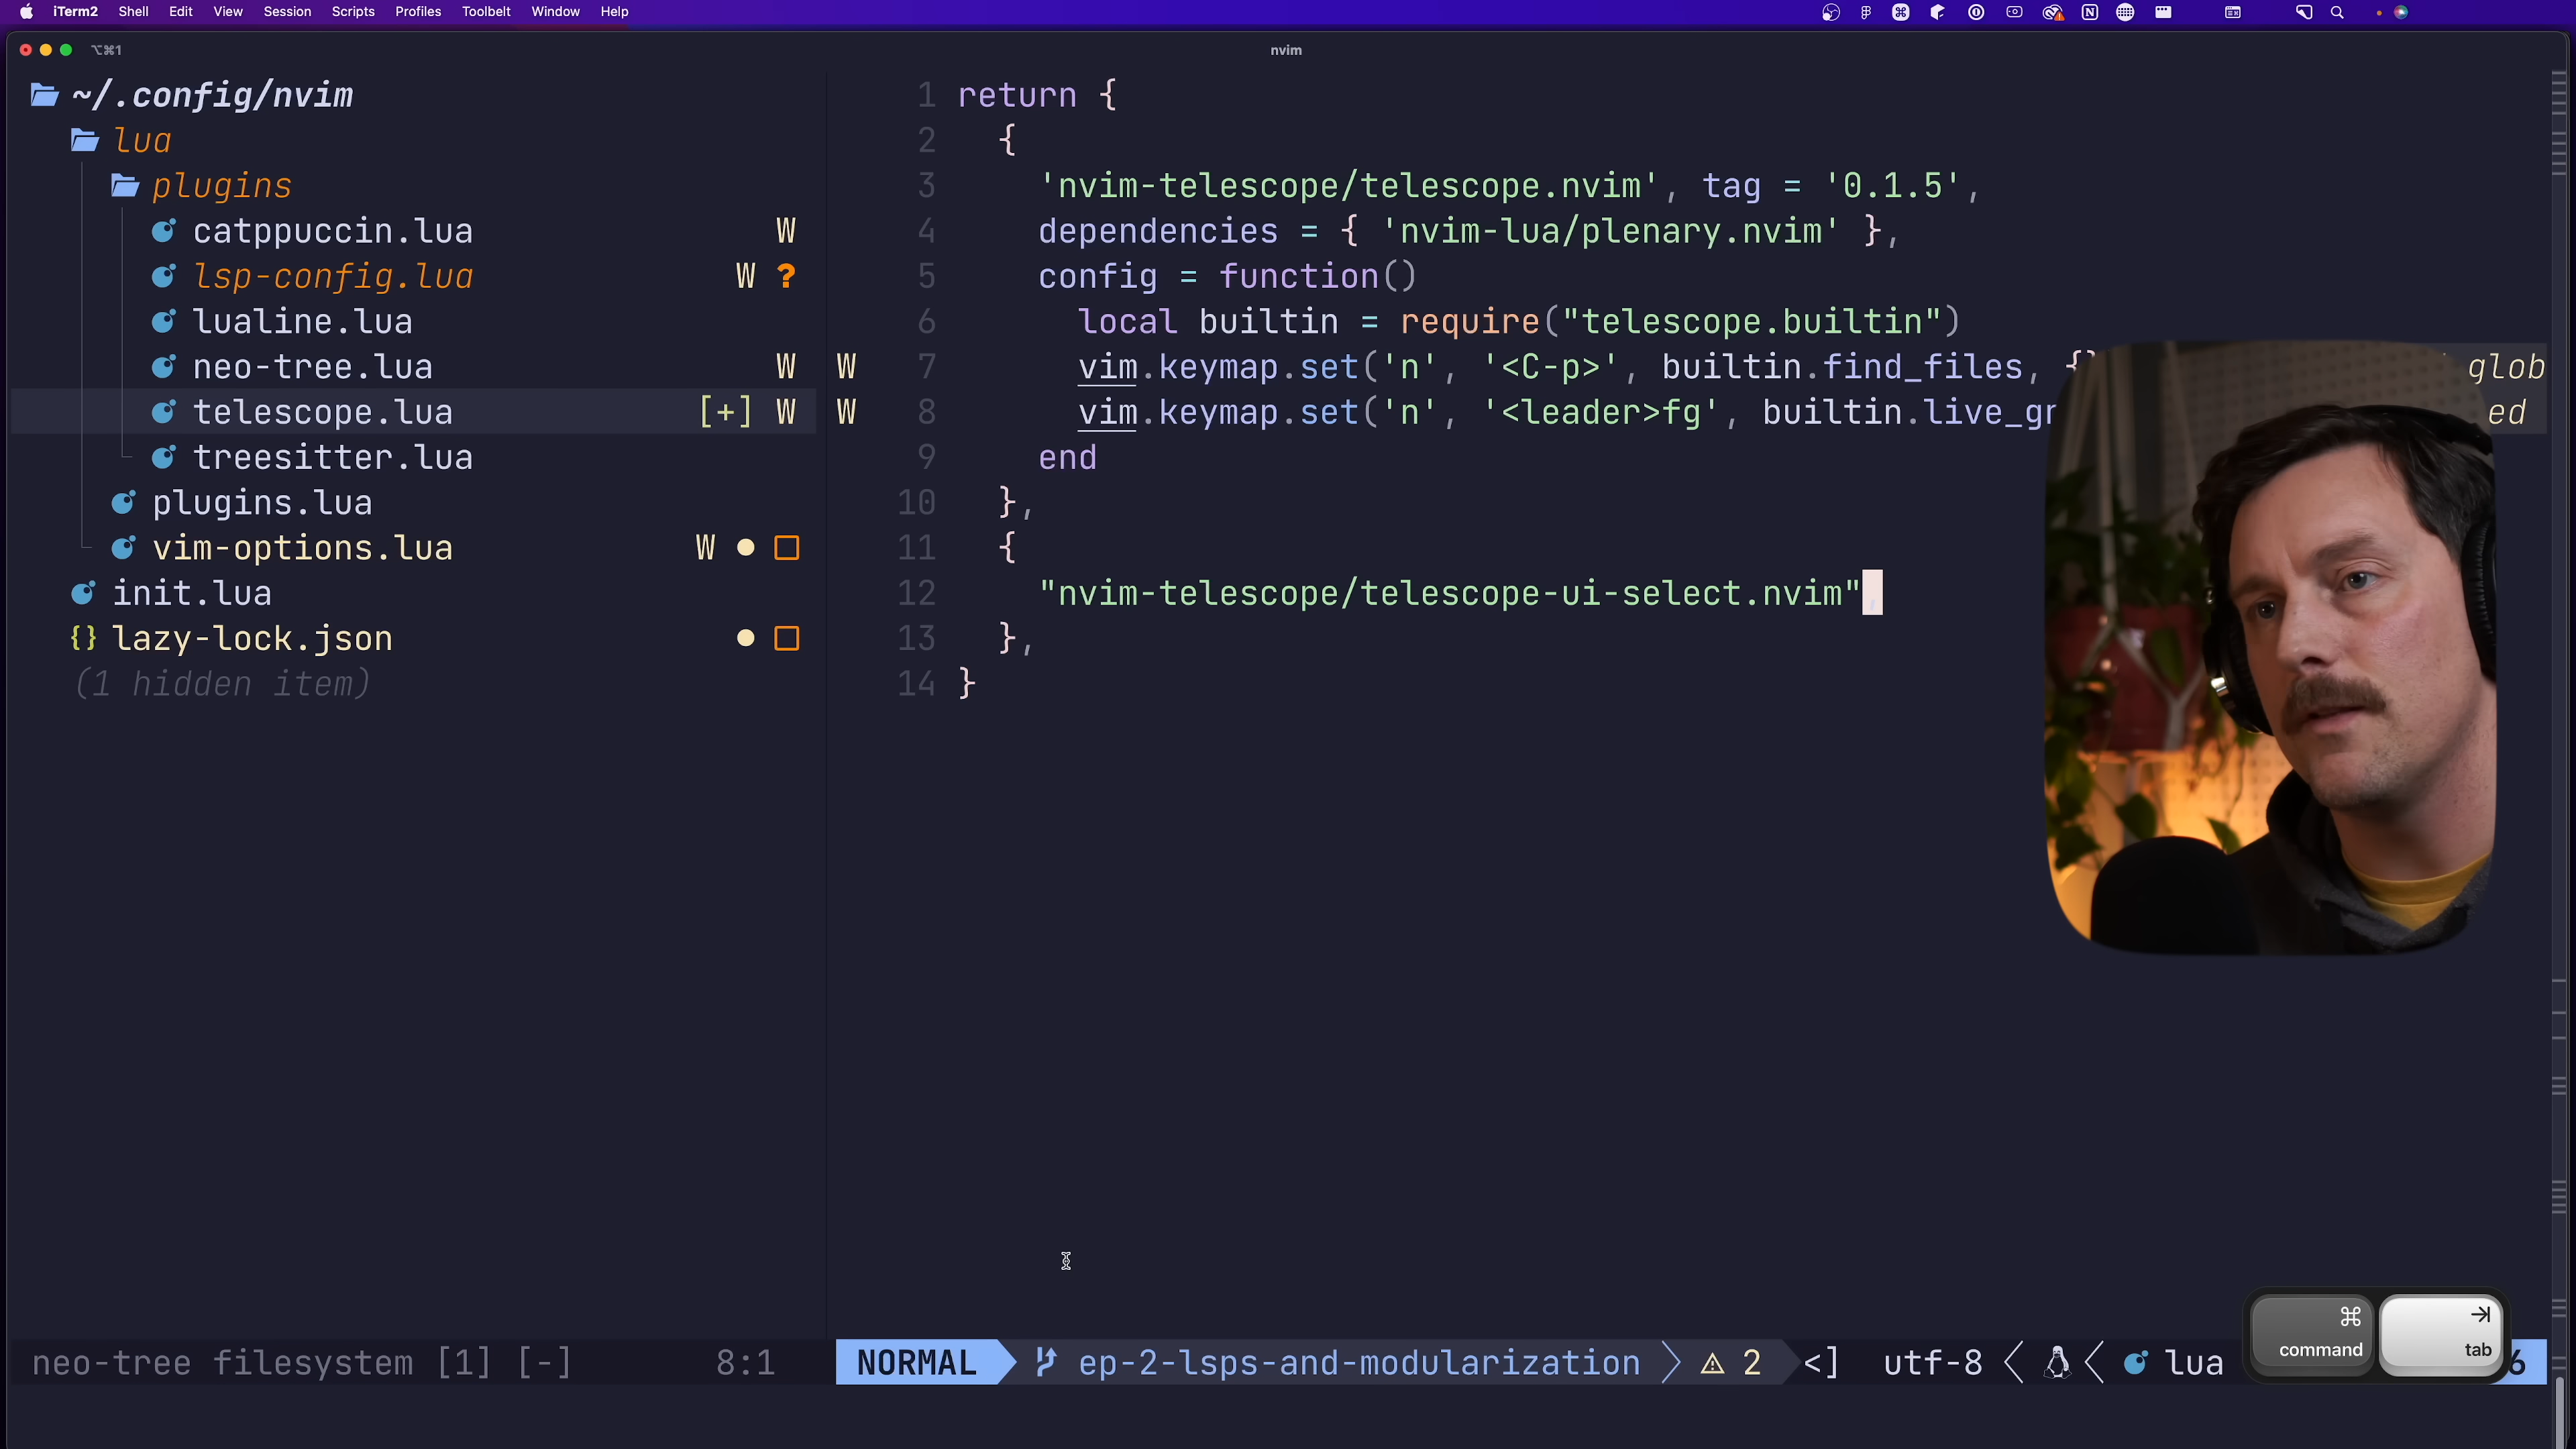 iTerm2 Shell Edit View Session Scripts Profiles Toolbelt Window Help
⌥⌘1
nvim
~/.config/nvim
lua
plugins
catppuccin.lua W
lsp-config.lua W ?
lualine.lua
neo-tree.lua W
telescope.lua [+] W
treesitter.lua
plugins.lua
vim-options.lua W
init.lua
{} lazy-lock.json
(1 hidden item)
1 return {
2 {
3 'nvim-telescope/telescope.nvim', tag = '0.1.5',
4 dependencies = { 'nvim-lua/plenary.nvim' },
5 config = function()
6 local builtin = require("telescope.builtin")
W 7 vim.keymap.set('n', '<C-p>', builtin.find_files, {} glob
W 8 vim.keymap.set('n', '<leader>fg', builtin.live_gr ed
9 end
10 },
11 {
12 "nvim-telescope/telescope-ui-select.nvim",
13 },
14 }
neo-tree filesystem [1] [-] 8:1
NORMAL ep-2-lsps-and-modularization 2 <] utf-8 lua 6
⌘ command
⇥ tab